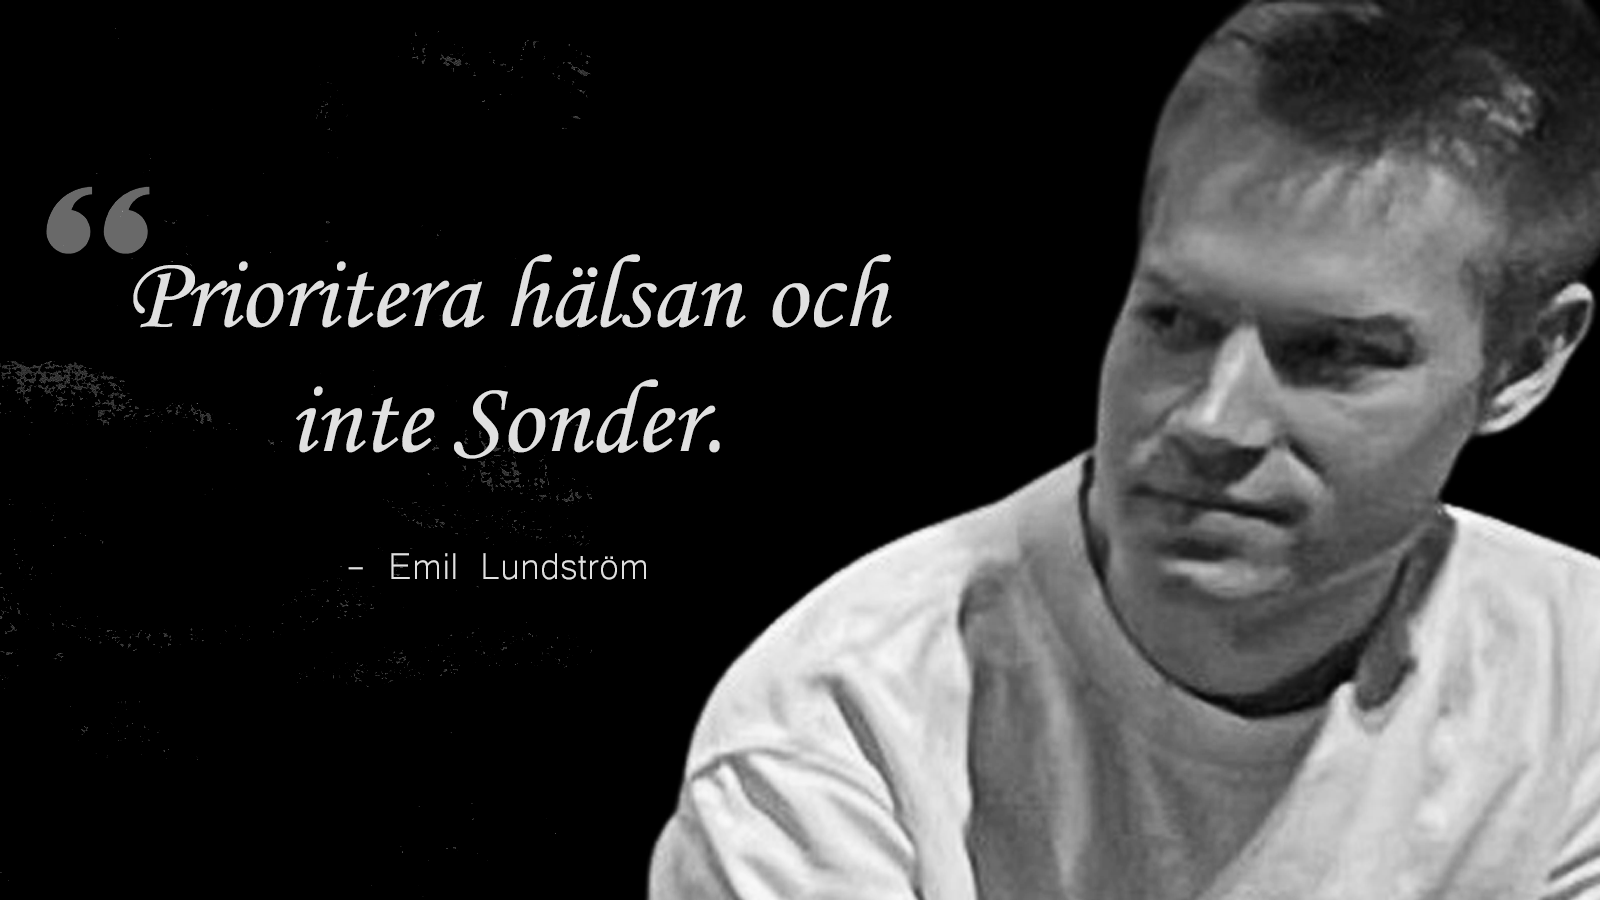 “Prioritera hälsan och
inte Sonder.
- Emil Lundström